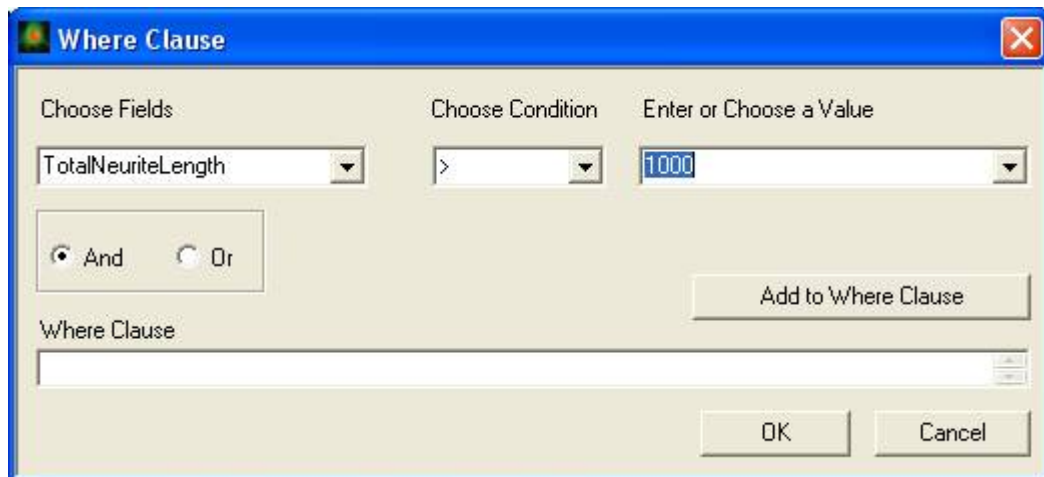 Where Clause
Choose Fields Choose Condition Enter or Choose a Value
TotalNeuriteLength > 1000
And Or
Add to Where Clause
Where Clause
OK Cancel